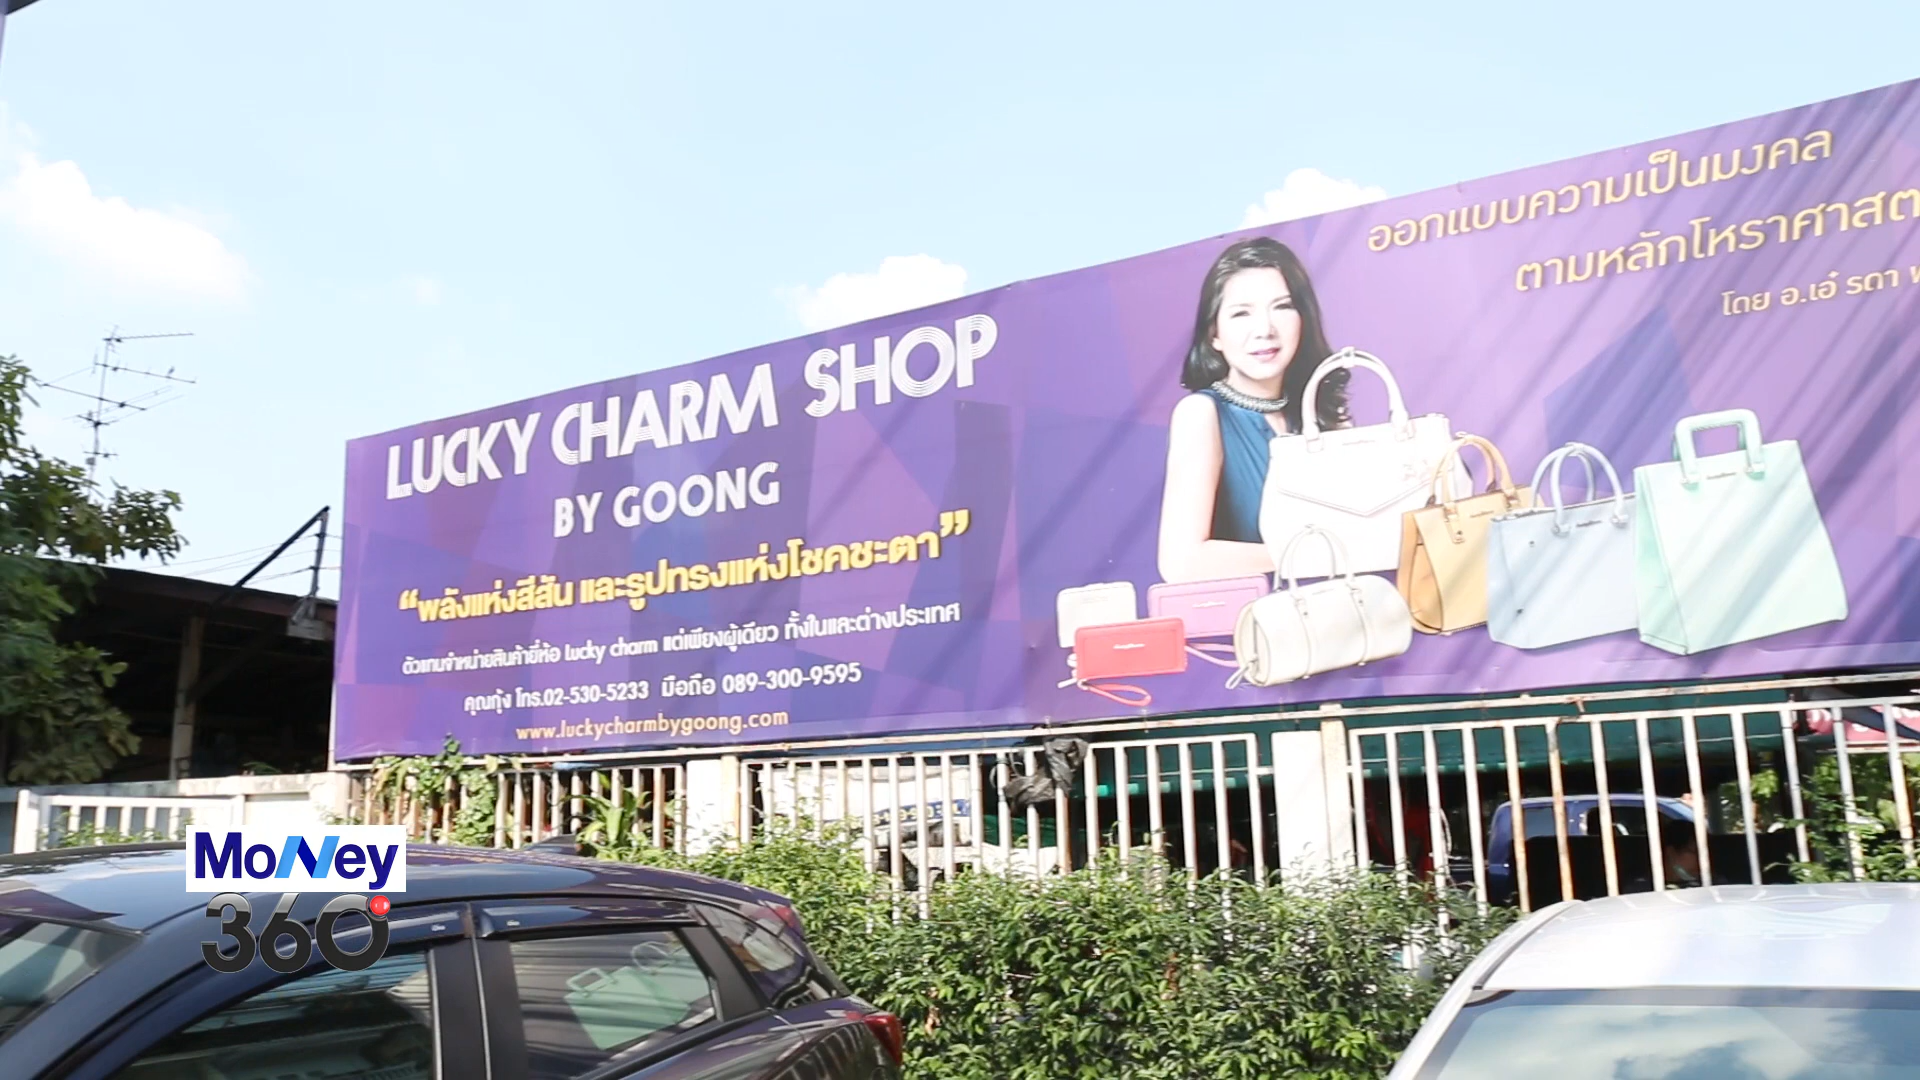 LUCKY CHARM SHOP
BY GOONG
“พลังแห่งสีสัน และรูปทรงแห่งโชคชะตา”
ตัวแทนจำหน่ายสินค้ายี่ห้อ lucky charm แต่เพียงผู้เดียว ทั้งในและต่างประเทศ
คุณกุ้ง โทร.02-530-5233 มือถือ 089-300-9595
www.luckycharmbygoong.com
ออกแบบความเป็นมงคล
ตามหลักโหราศาสต
โดย อ.เอ๋ รดา
Money
360°